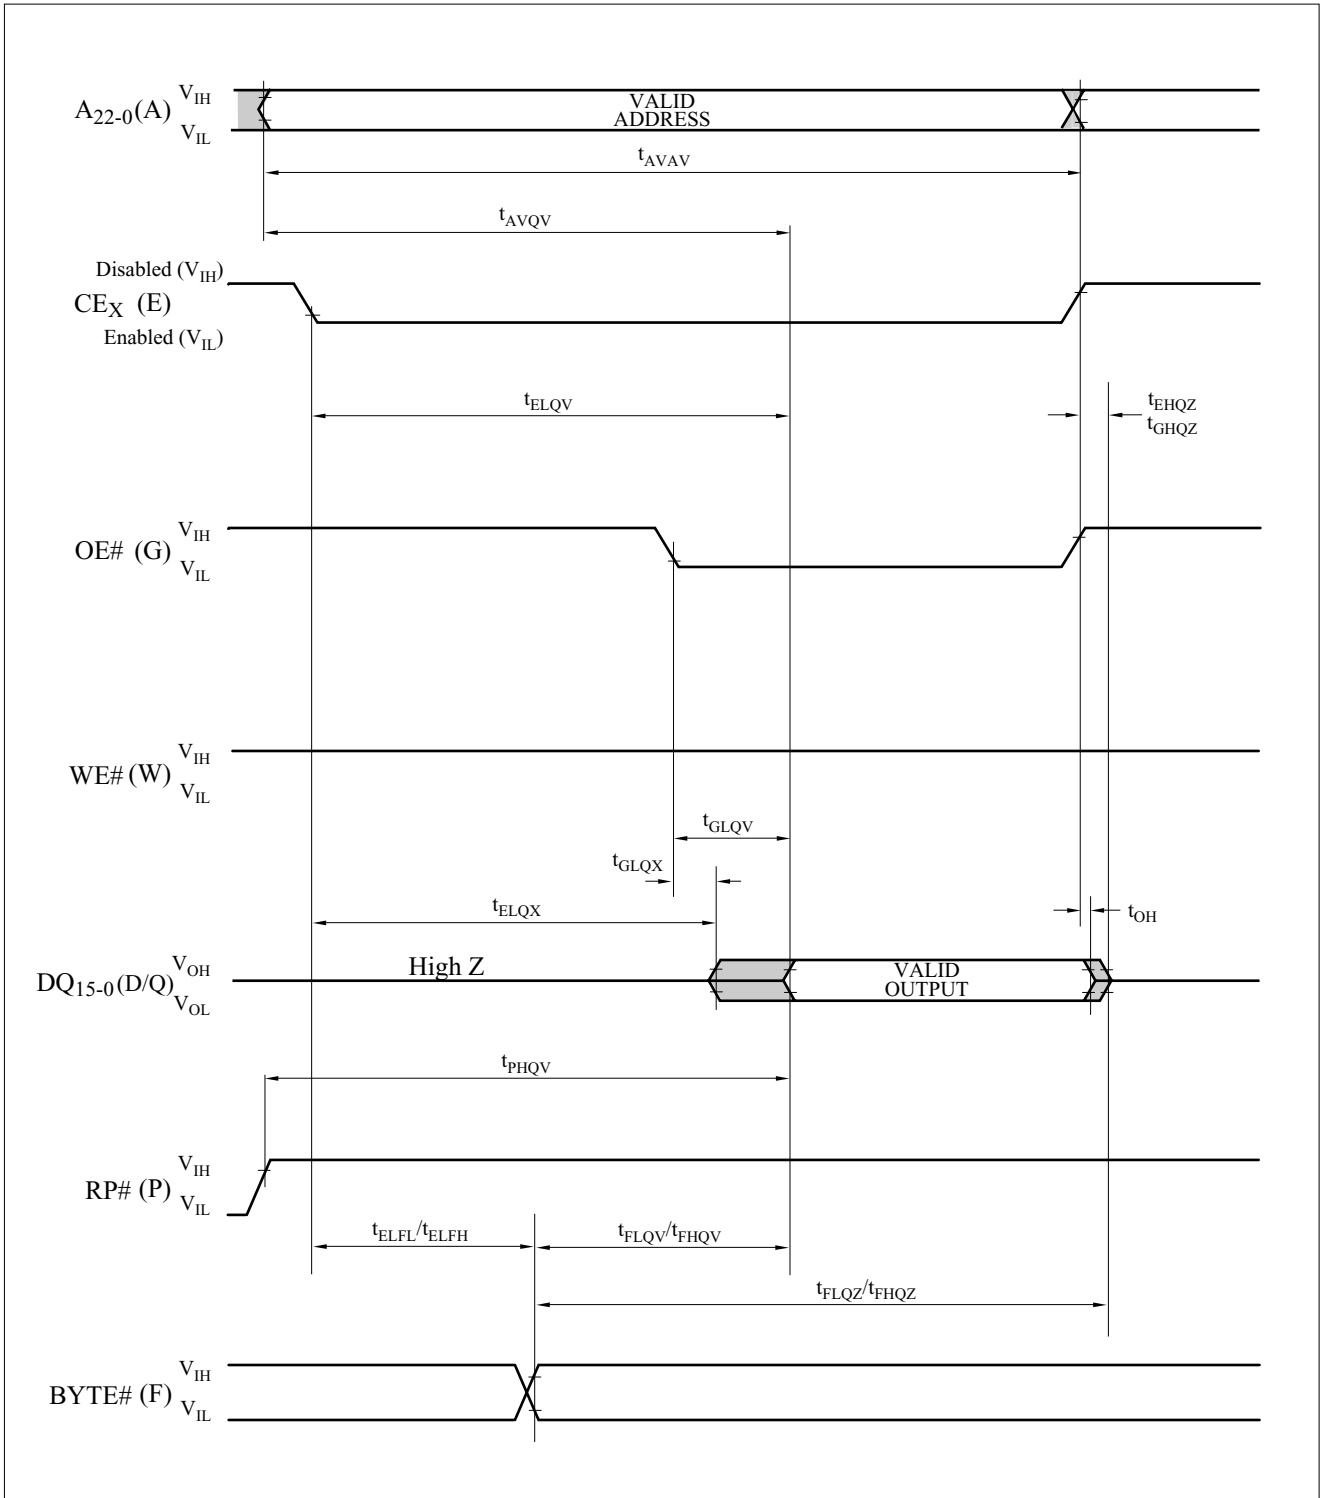 A22-0(A)
VIH
VIL
VALID
ADDRESS
tAVAV
tAVQV
Disabled (VIH)
CEX (E)
Enabled (VIL)
tELQV
tEHQZ
tGHQZ
OE# (G)
VIH
VIL
WE# (W)
VIH
VIL
tGLQV
tGLQX
tELQX
tOH
DQ15-0(D/Q)
VOH
VOL
High Z
VALID
OUTPUT
tPHQV
RP# (P)
VIH
VIL
tELFL/tELFH
tFLQV/tFHQV
tFLQZ/tFHQZ
BYTE# (F)
VIH
VIL